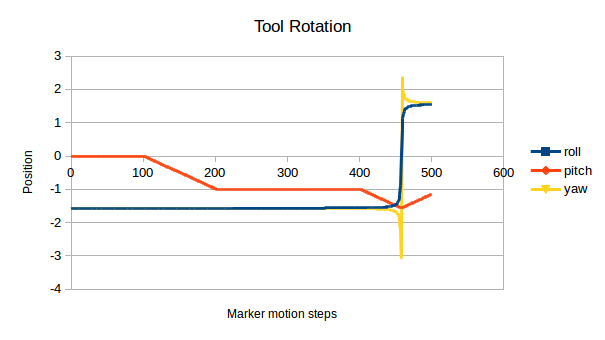 Tool Rotation
3
2
1
0
-1
-2
-3
-4
0 100 200 300 400 500 600
Position
Marker motion steps
roll
pitch
yaw